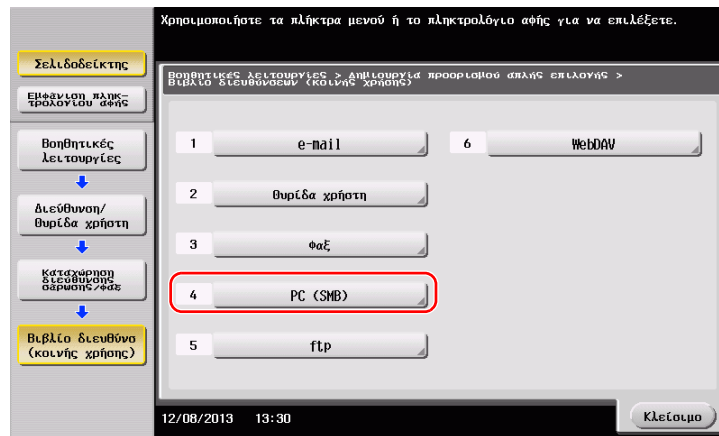 Χρησιμοποιήστε τα πλήκτρα μενού ή το πληκτρολόγιο αφής για να επιλέξετε.
Σελιδοδείκτης
Εμφάνιση πληκ-
τρολογίου αφής
Βοηθητικές
λειτουργίες
Διεύθυνση/
θυρίδα χρήστη
Καταχώρηση
διεύθυνσης
σάρωσης/φαξ
Βιβλίο διευθύνσ
(κοινής χρήσης)
Βοηθητικές λειτουργίες > Δημιουργία προορισμού απλής επιλογής >
Βιβλίο διευθύνσεων (κοινής χρήσης)
1 e-mail
2 Θυρίδα χρήστη
3 Φαξ
4 PC (SMB)
5 ftp
6 WebDAV
12/08/2013 13:30
Κλείσιμο